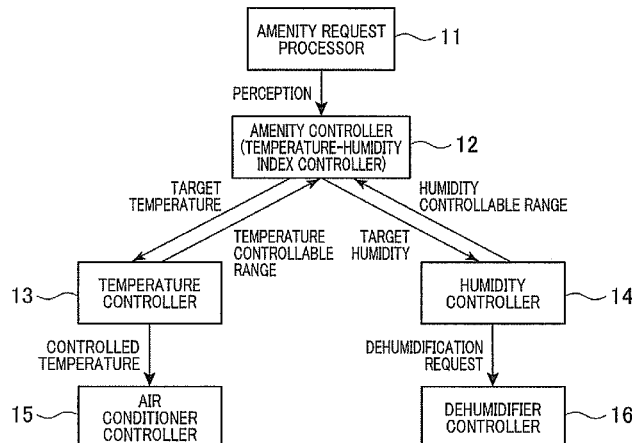 AMENITY REQUEST
PROCESSOR
11
PERCEPTION
AMENITY CONTROLLER
(TEMPERATURE-HUMIDITY
INDEX CONTROLLER)
12
TARGET
TEMPERATURE
HUMIDITY
CONTROLLABLE RANGE
TEMPERATURE
CONTROLLABLE
RANGE
TARGET
HUMIDITY
13
TEMPERATURE
CONTROLLER
HUMIDITY
CONTROLLER
14
CONTROLLED
TEMPERATURE
DEHUMIDIFICATION
REQUEST
15
AIR
CONDITIONER
CONTROLLER
DEHUMIDIFIER
CONTROLLER
16